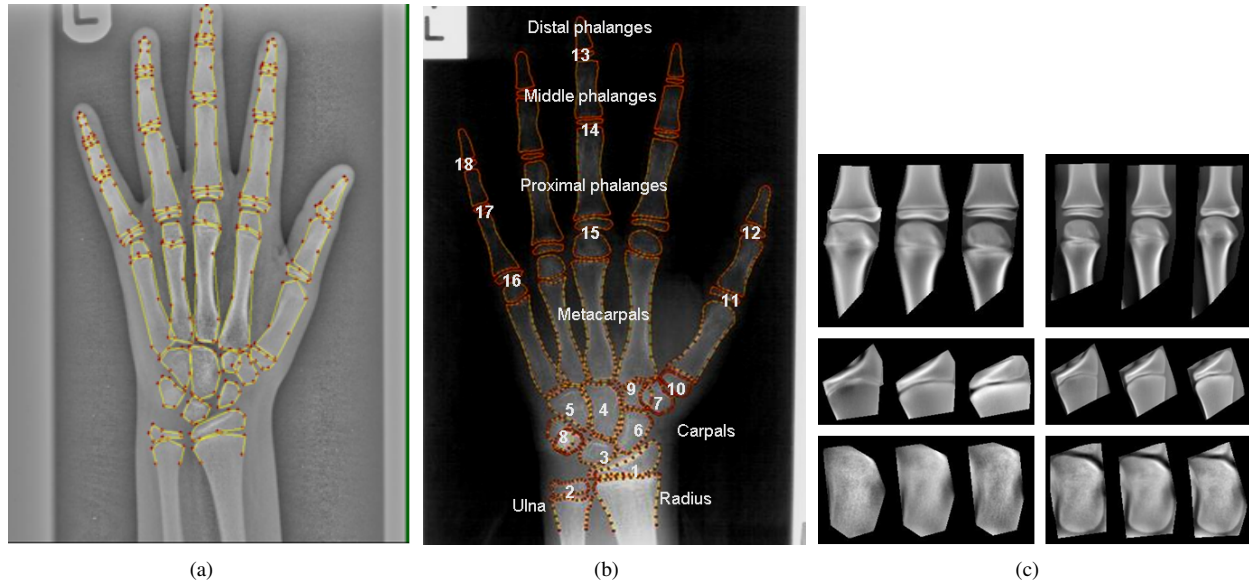 L
L
Distal phalanges
13
Middle phalanges
14
18
Proximal phalanges
17
15
12
16
11
Metacarpals
9
10
5
4
7
6
8
Carpals
3
1
2
Ulna
Radius
(a)
(b)
(c)